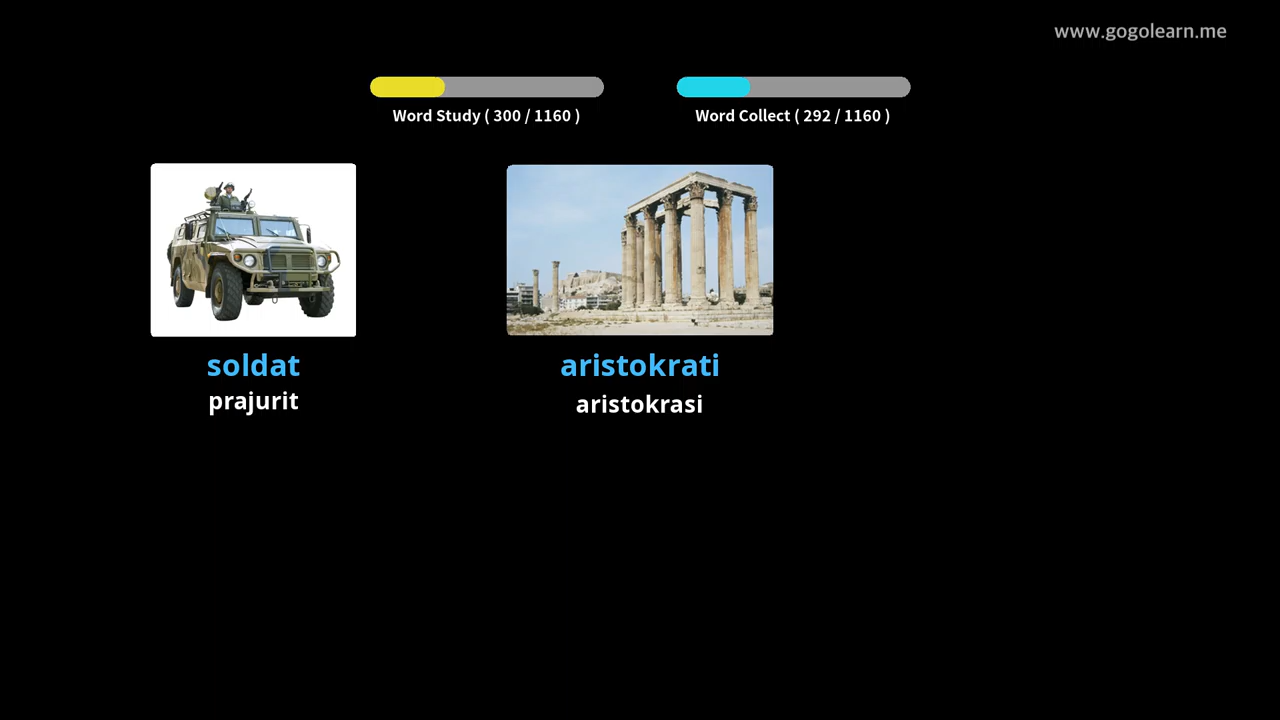 www.gogolearn.me
Word Study ( 300 / 1160 )
Word Collect ( 292 / 1160 )
soldat
prajurit
aristokrati
aristokrasi